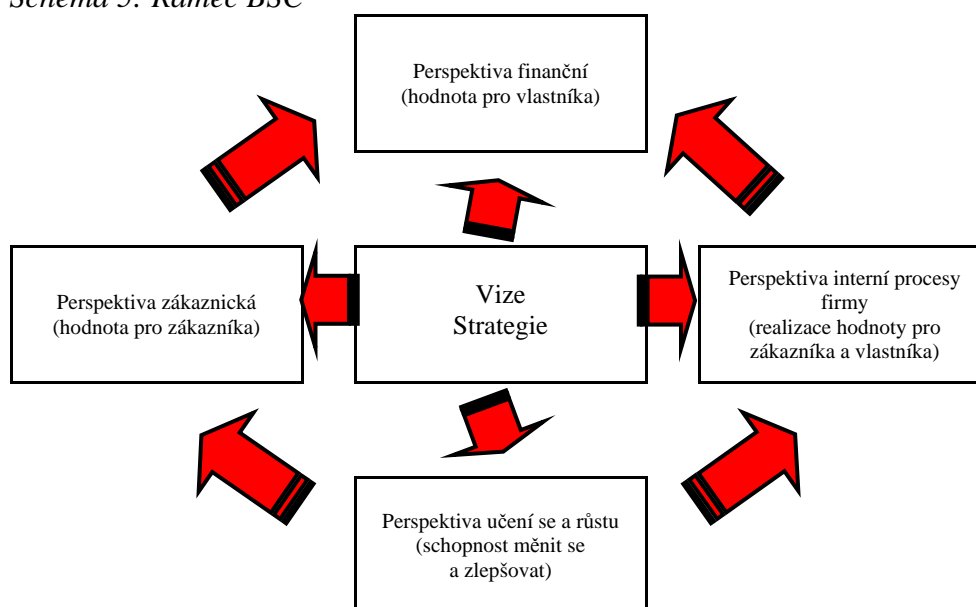 Schéma 5: Rámec BSC
Perspektiva finanční
(hodnota pro vlastníka)
Perspektiva zákaznická
(hodnota pro zákazníka)
Vize
Strategie
Perspektiva interní procesy
firmy
(realizace hodnoty pro
zákazníka a vlastníka)
Perspektiva učení se a růstu
(schopnost měnit se
a zlepšovat)